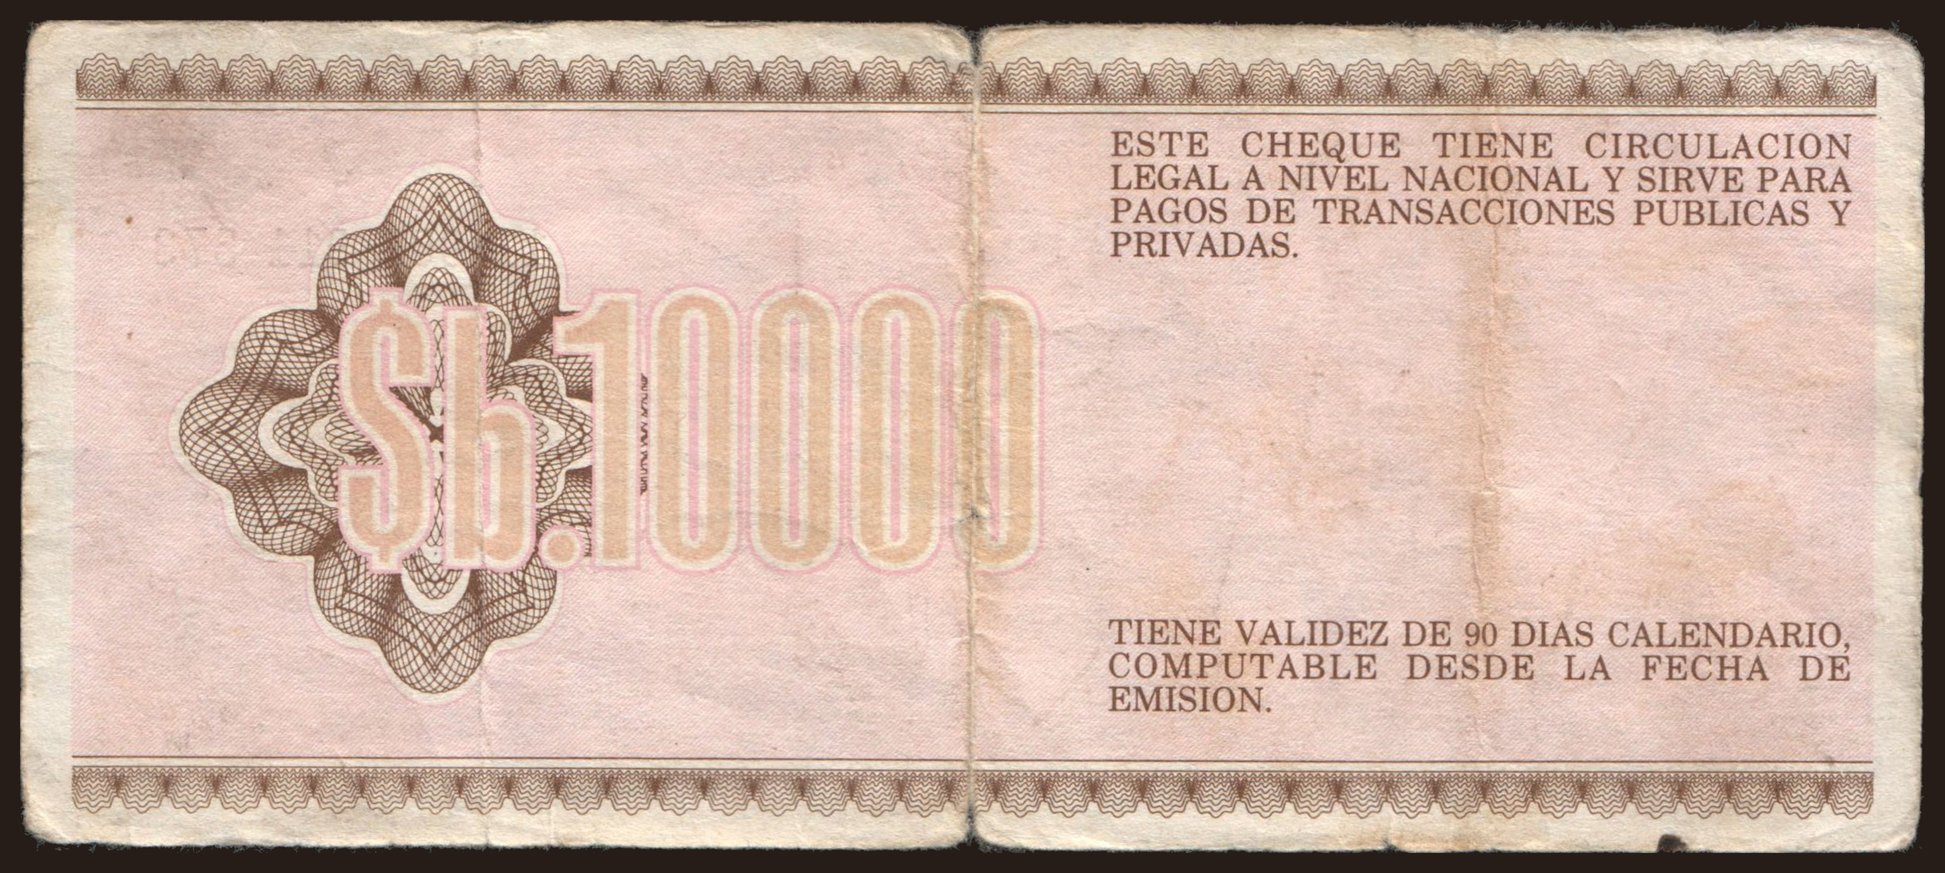 ESTE CHEQUE TIENE CIRCULACION
LEGAL A NIVEL NACIONAL Y SIRVE PARA
PAGOS DE TRANSACCIONES PUBLICAS Y
PRIVADAS.
$b.10000
TIENE VALIDEZ DE 90 DIAS CALENDARIO,
COMPUTABLE DESDE LA FECHA DE
EMISION.